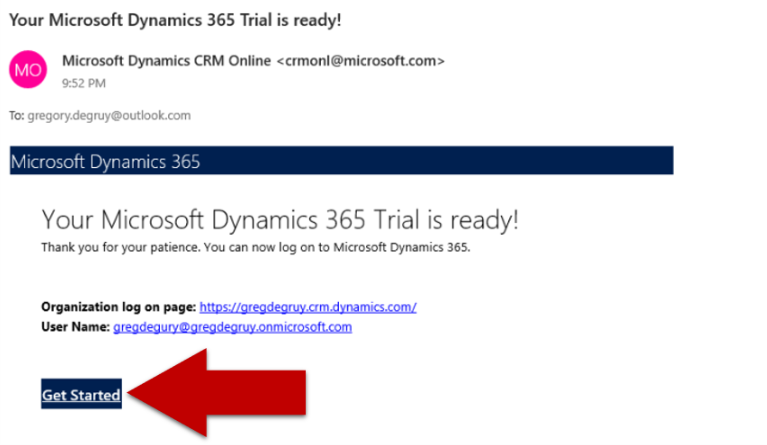 Your Microsoft Dynamics 365 Trial is ready!
MO
Microsoft Dynamics CRM Online <crmonl@microsoft.com>
9:52 PM
To: gregory.degruy@outlook.com
Microsoft Dynamics 365
Your Microsoft Dynamics 365 Trial is ready!
Thank you for your patience. You can now log on to Microsoft Dynamics 365.
Organization log on page: https://gregdegruy.crm.dynamics.com/
User Name: gregdegury@gregdegruy.onmicrosoft.com
Get Started